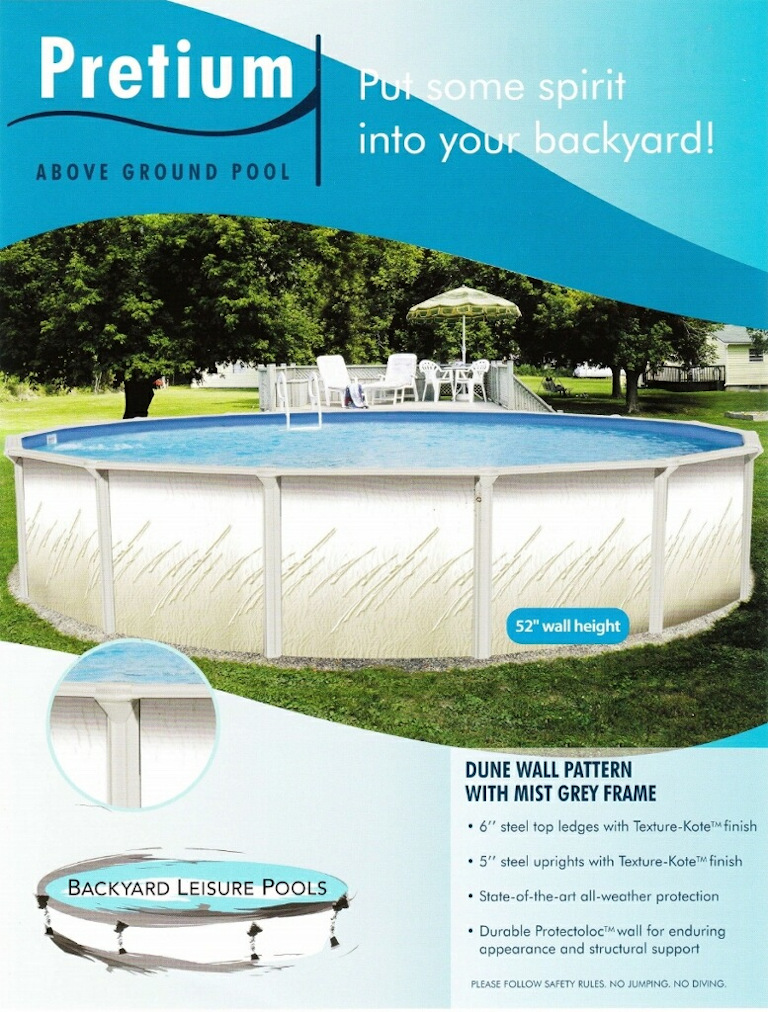 Pretium
ABOVE GROUND POOL
Put some spirit
into your backyard!
52" wall height
DUNE WALL PATTERN
WITH MIST GREY FRAME
• 6’’ steel top ledges with Texture-Kote™ finish
• 5’’ steel uprights with Texture-Kote™ finish
• State-of-the-art all-weather protection
• Durable Protectoloc™ wall for enduring
appearance and structural support
PLEASE FOLLOW SAFETY RULES. NO JUMPING. NO DIVING.
BACKYARD LEISURE POOLS